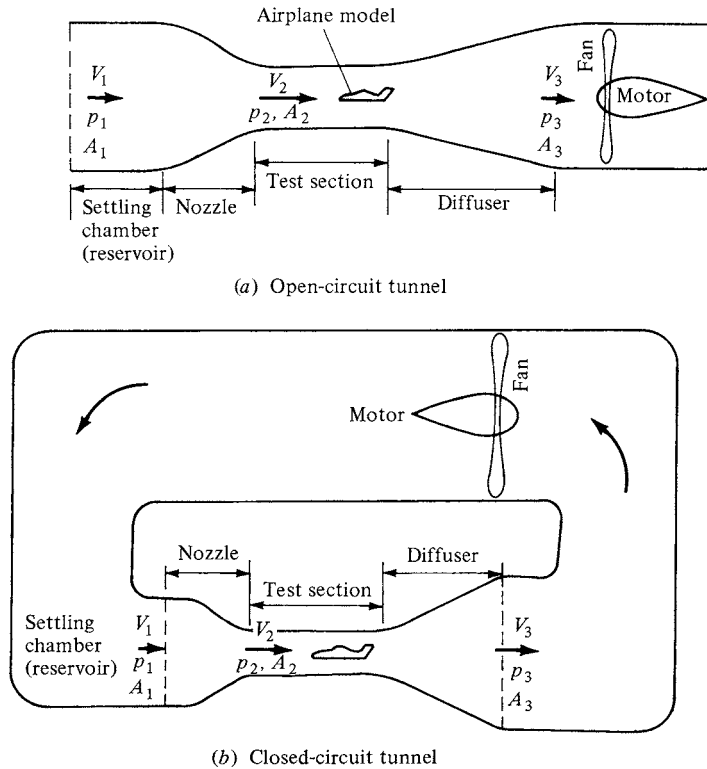 Airplane model
V₁
p₁
A₁
V₂
p₂, A₂
V₃
p₃
A₃
Fan
Motor
Test section
Settling
chamber
(reservoir)
Nozzle
Diffuser
(a) Open-circuit tunnel
Fan
Motor
Nozzle
Diffuser
Test section
Settling
chamber
(reservoir)
V₁
p₁
A₁
V₂
p₂, A₂
V₃
p₃
A₃
(b) Closed-circuit tunnel